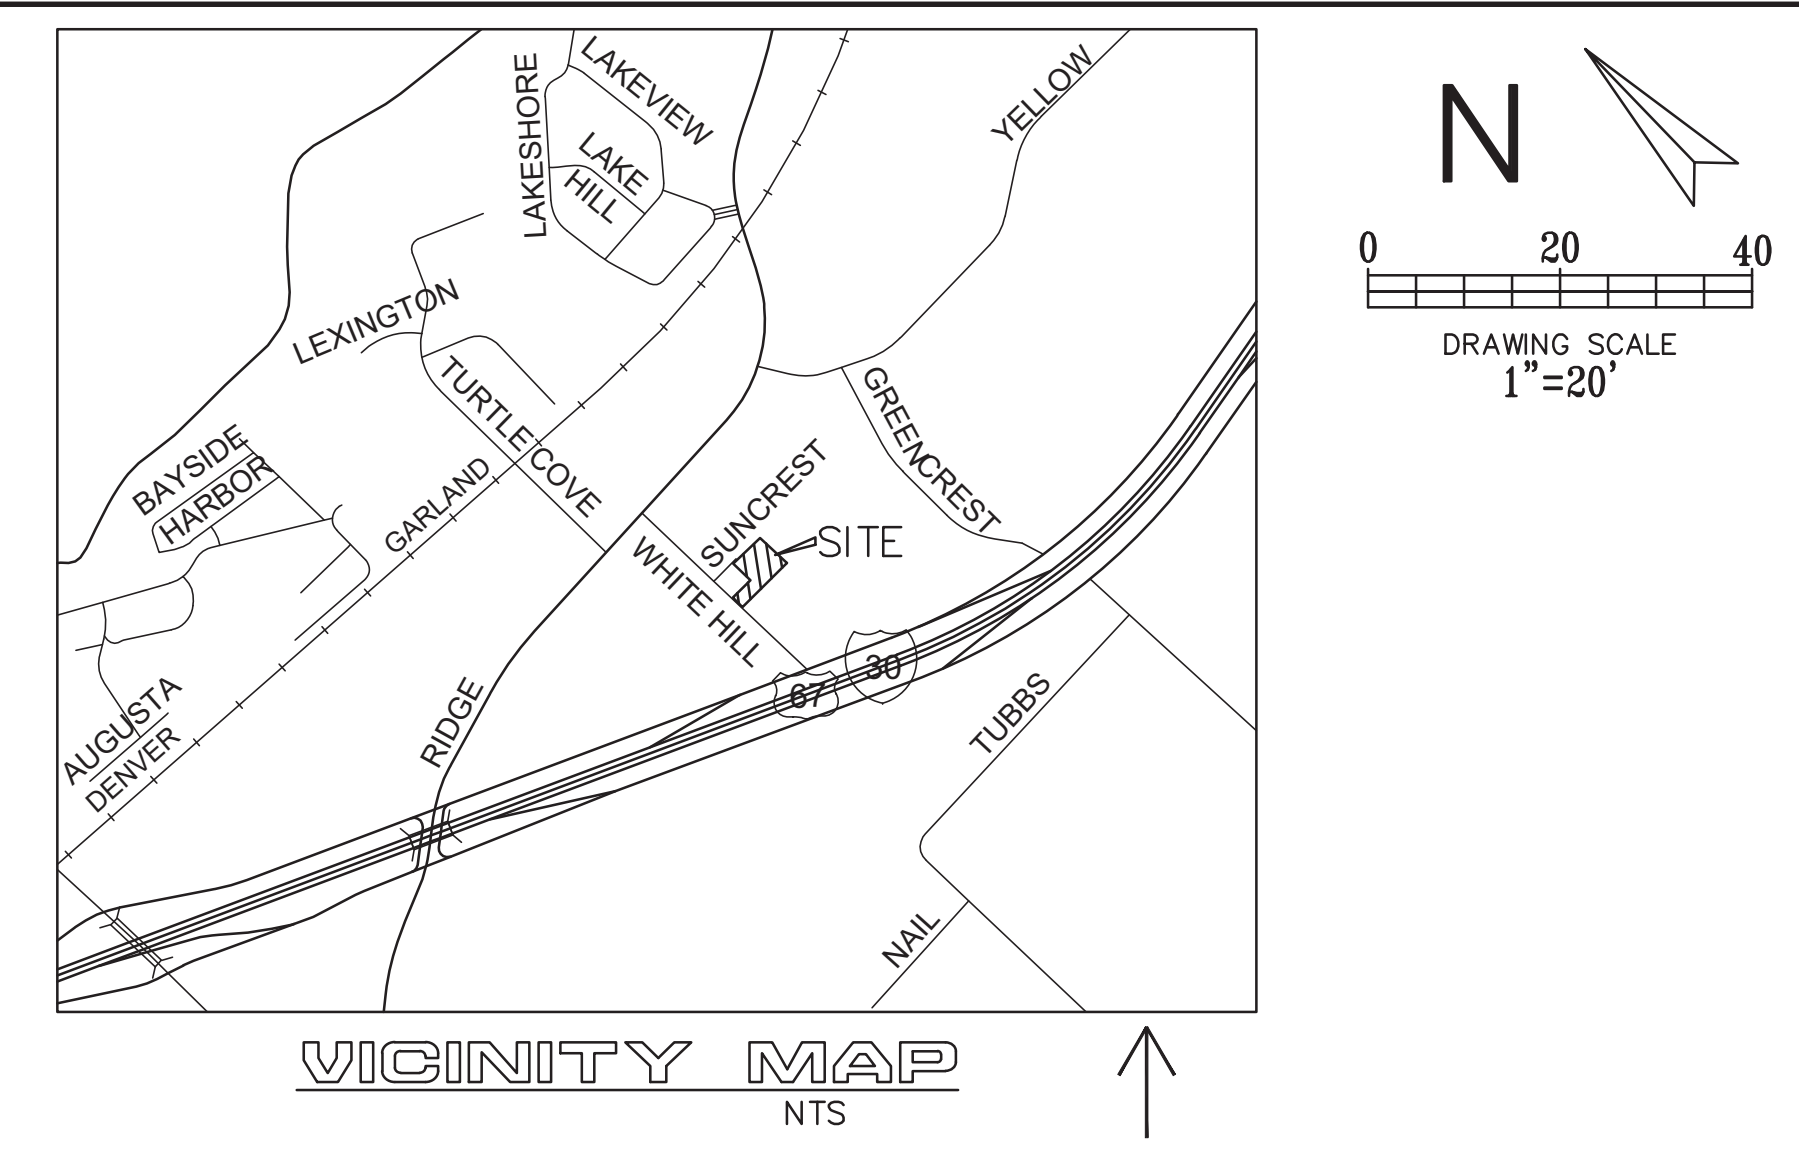 LAKESHORE
LAKEVIEW
LAKE
HILL
YELLOW
N
0 20 40
DRAWING SCALE
1"=20'
LEXINGTON
TURTLE COVE
GREENCREST
BAYSIDE
HARBOR
GARLAND
SUNCREST
SITE
WHITE HILL
30
67
AUGUSTA
DENVER
RIDGE
TUBBS
NAIL
VICINITY MAP
NTS